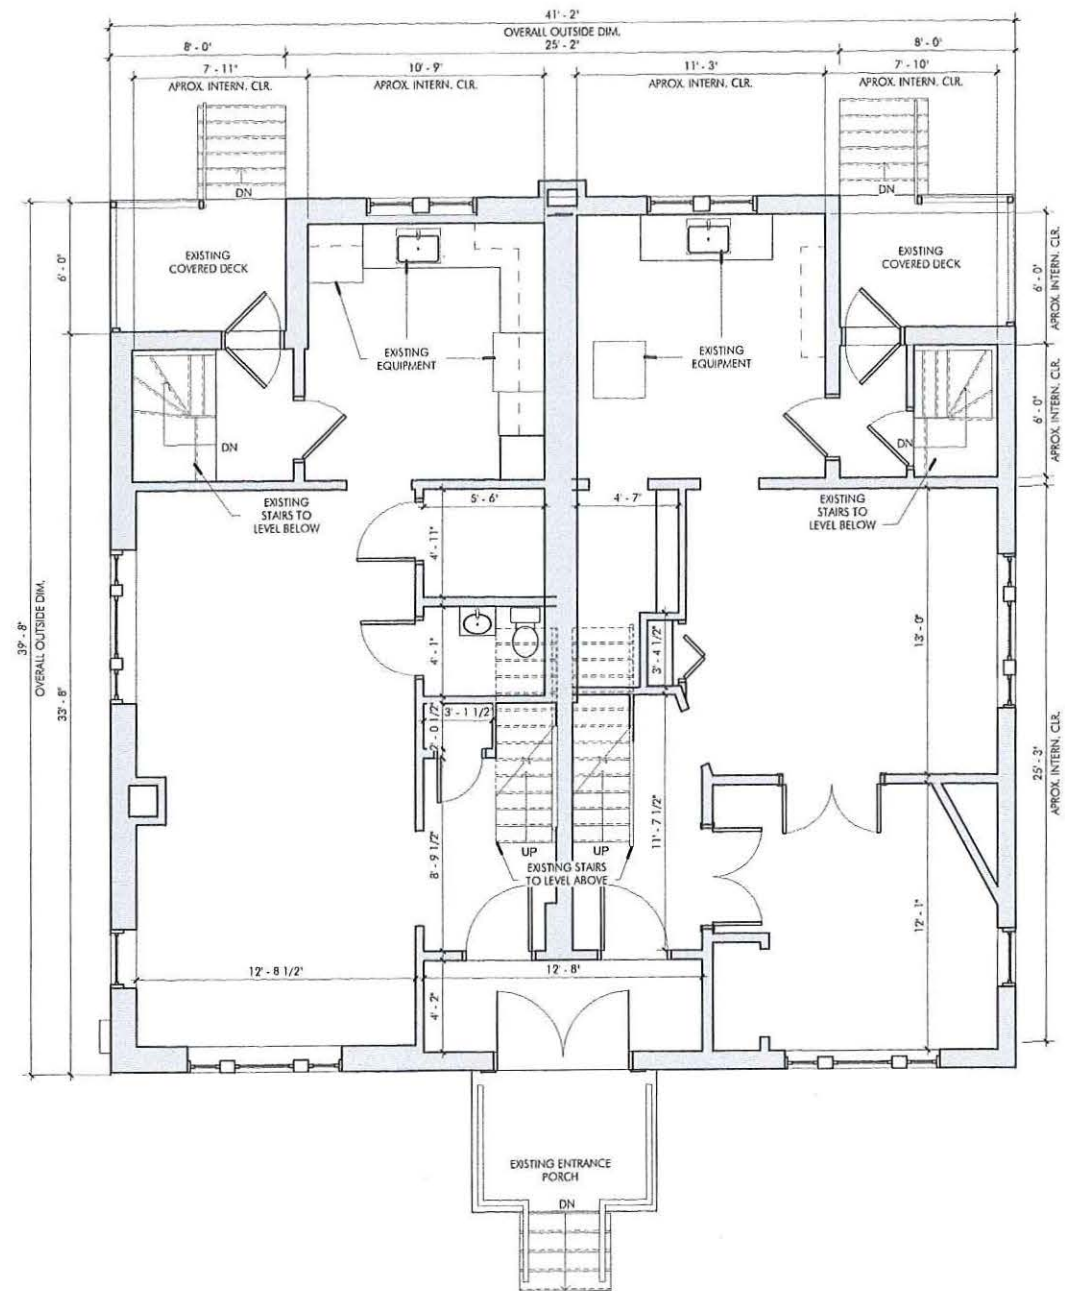 41' - 2"
OVERALL OUTSIDE DIM.
8' - 0"
25' - 2"
8' - 0"
7' - 11"
10' - 9"
11' - 3"
7' - 10"
APROX. INTERN. CLR.
APROX. INTERN. CLR.
APROX. INTERN. CLR.
APROX. INTERN. CLR.
DN
DN
EXISTING
COVERED DECK
EXISTING
COVERED DECK
6' - 0"
6' - 0"
APROX. INTERN. CLR.
EXISTING
EQUIPMENT
EXISTING
EQUIPMENT
6' - 0"
APROX. INTERN. CLR.
DN
DN
EXISTING
STAIRS TO
LEVEL BELOW
EXISTING
STAIRS TO
LEVEL BELOW
5' - 6"
4' - 7"
4' - 11"
39' - 8"
OVERALL OUTSIDE DIM.
33' - 8"
4' - 1"
3' - 4 1/2"
13' - 0"
2' - 0 1/2"
3' - 1 1/2"
25' - 3"
APROX. INTERN. CLR.
8' - 9 1/2"
11' - 7 1/2"
UP
UP
EXISTING STAIRS
TO LEVEL ABOVE
12' - 1"
12' - 8 1/2"
12' - 8"
4' - 2"
EXISTING ENTRANCE
PORCH
DN